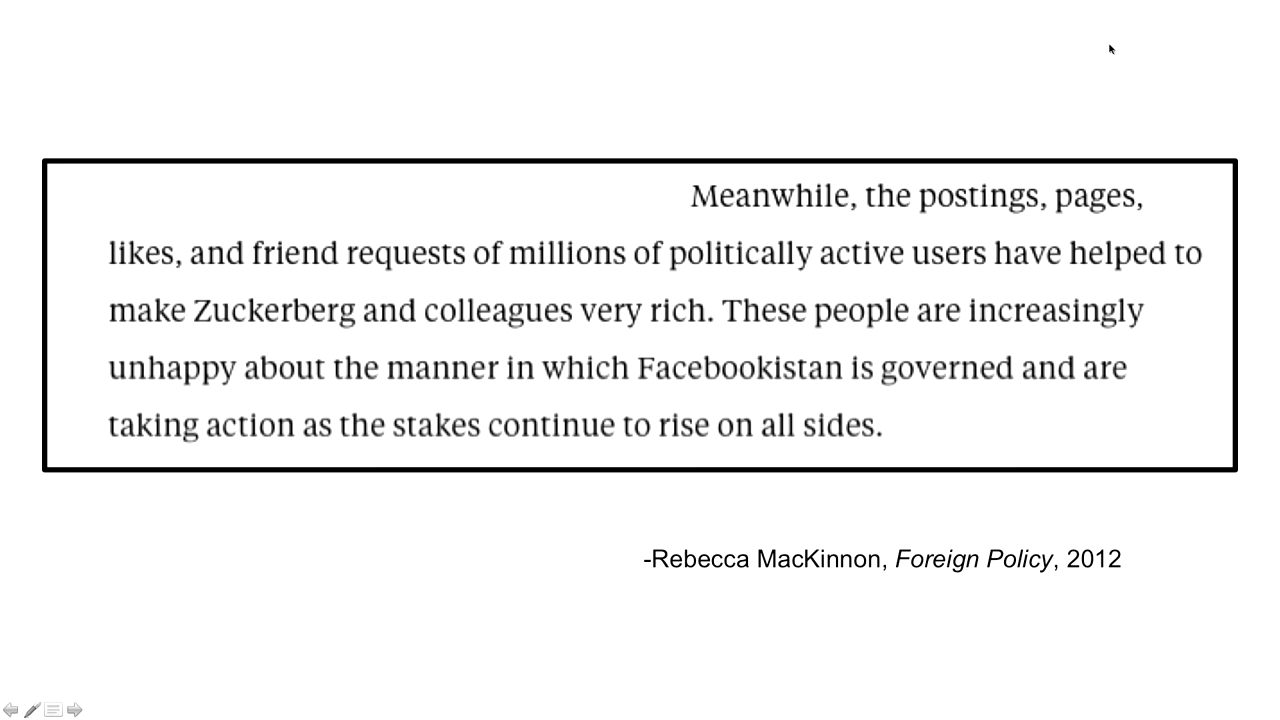 Meanwhile, the postings, pages,
likes, and friend requests of millions of politically active users have helped to
make Zuckerberg and colleagues very rich. These people are increasingly
unhappy about the manner in which Facebookistan is governed and are
taking action as the stakes continue to rise on all sides.
-Rebecca MacKinnon, Foreign Policy, 2012